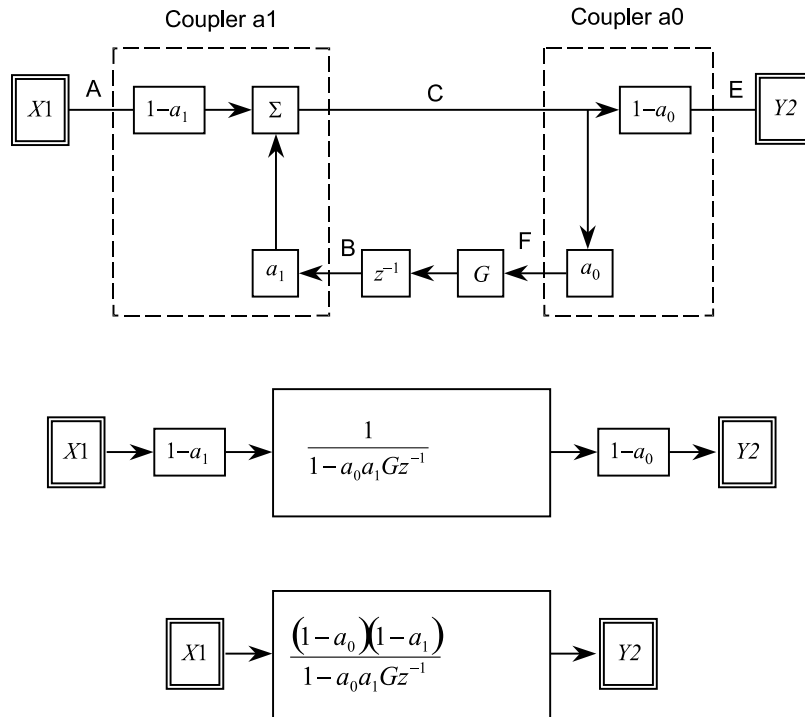 Coupler a1
Coupler a0
A
C
E
X1
1−a₁
Σ
1−a₀
Y2
B
F
a₁
z⁻¹
G
a₀
X1
1−a₁
1
1−a₀a₁Gz⁻¹
1−a₀
Y2
X1
(1−a₀)(1−a₁)
1−a₀a₁Gz⁻¹
Y2